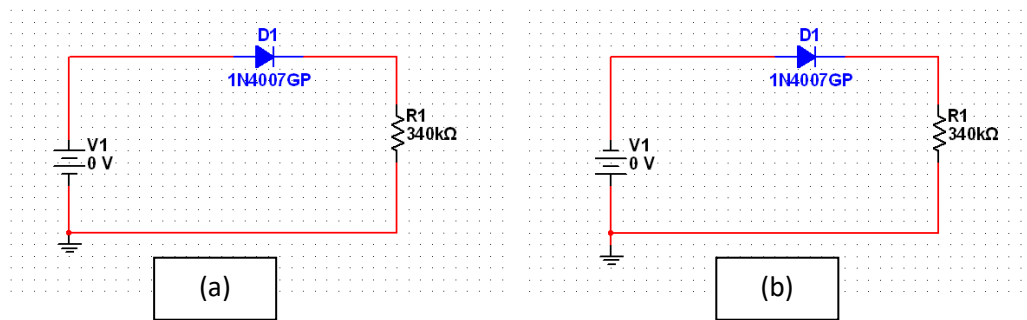 D1
1N4007GP
V1
0 V
R1
340kΩ
(a)
D1
1N4007GP
V1
0 V
R1
340kΩ
(b)